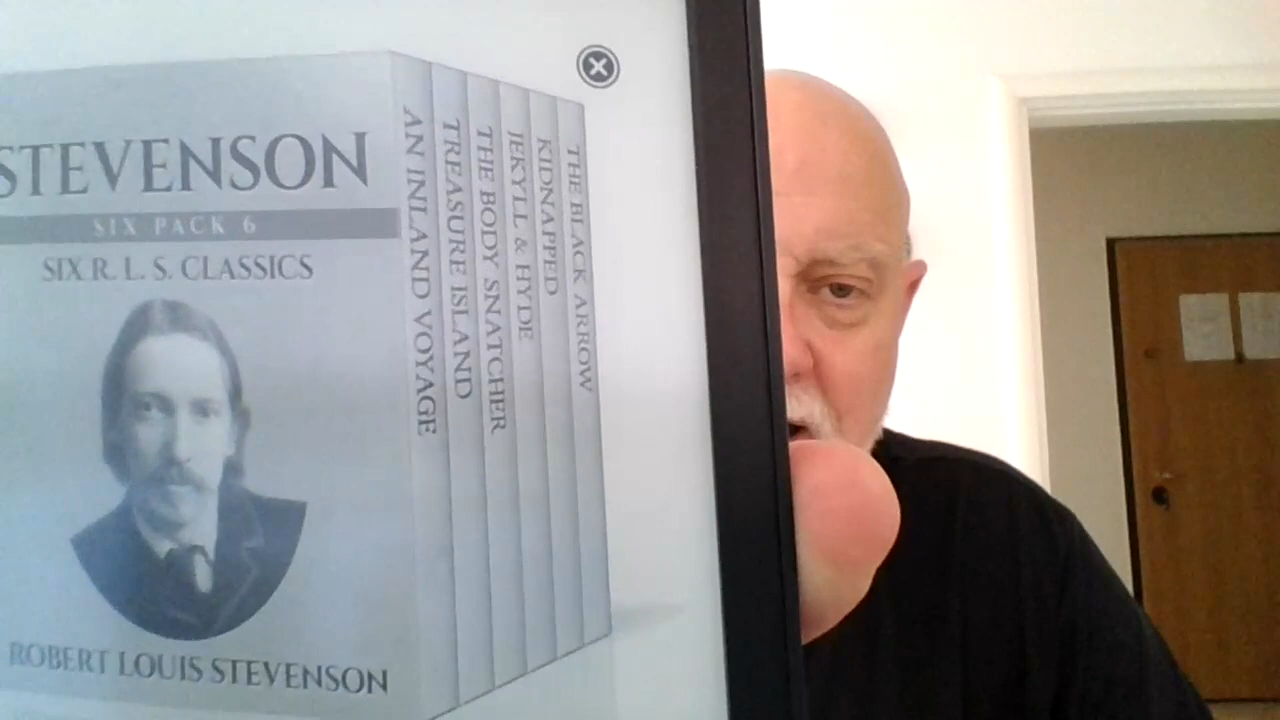 STEVENSON
SIX PACK 6
SIX R. L. S. CLASSICS
ROBERT LOUIS STEVENSON
AN INLAND VOYAGE
TREASURE ISLAND
THE BODY SNATCHER
JEKYLL & HYDE
KIDNAPPED
THE BLACK ARROW